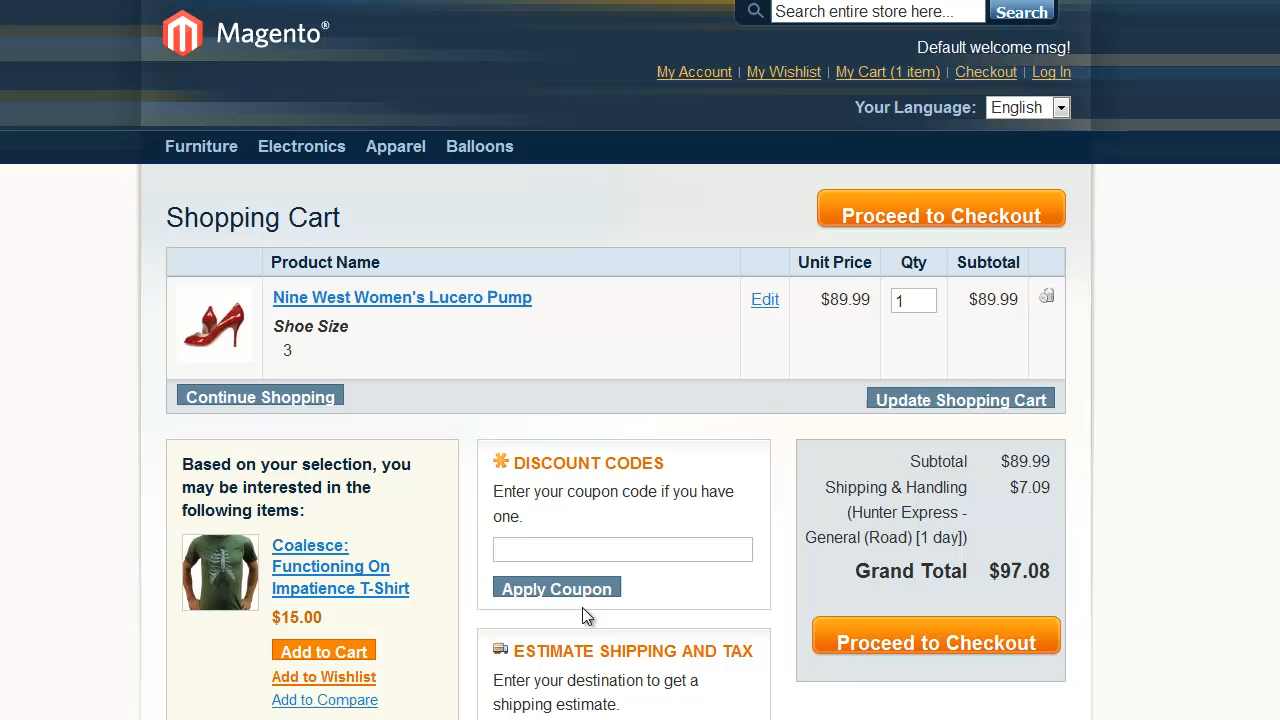 Magento®
Search entire store here...
Search
Default welcome msg!
My Account | My Wishlist | My Cart (1 item) | Checkout | Log In
Your Language: English
Furniture Electronics Apparel Balloons
Shopping Cart
Proceed to Checkout
Product Name Unit Price Qty Subtotal
Nine West Women's Lucero Pump Edit $89.99 1 $89.99
Shoe Size
3
Continue Shopping Update Shopping Cart
Based on your selection, you
may be interested in the
following items:
Coalesce:
Functioning On
Impatience T-Shirt
$15.00
Add to Cart
Add to Wishlist
Add to Compare
DISCOUNT CODES
Enter your coupon code if you have
one.
Apply Coupon
ESTIMATE SHIPPING AND TAX
Enter your destination to get a
shipping estimate.
Subtotal $89.99
Shipping & Handling $7.09
(Hunter Express -
General (Road) [1 day])
Grand Total $97.08
Proceed to Checkout